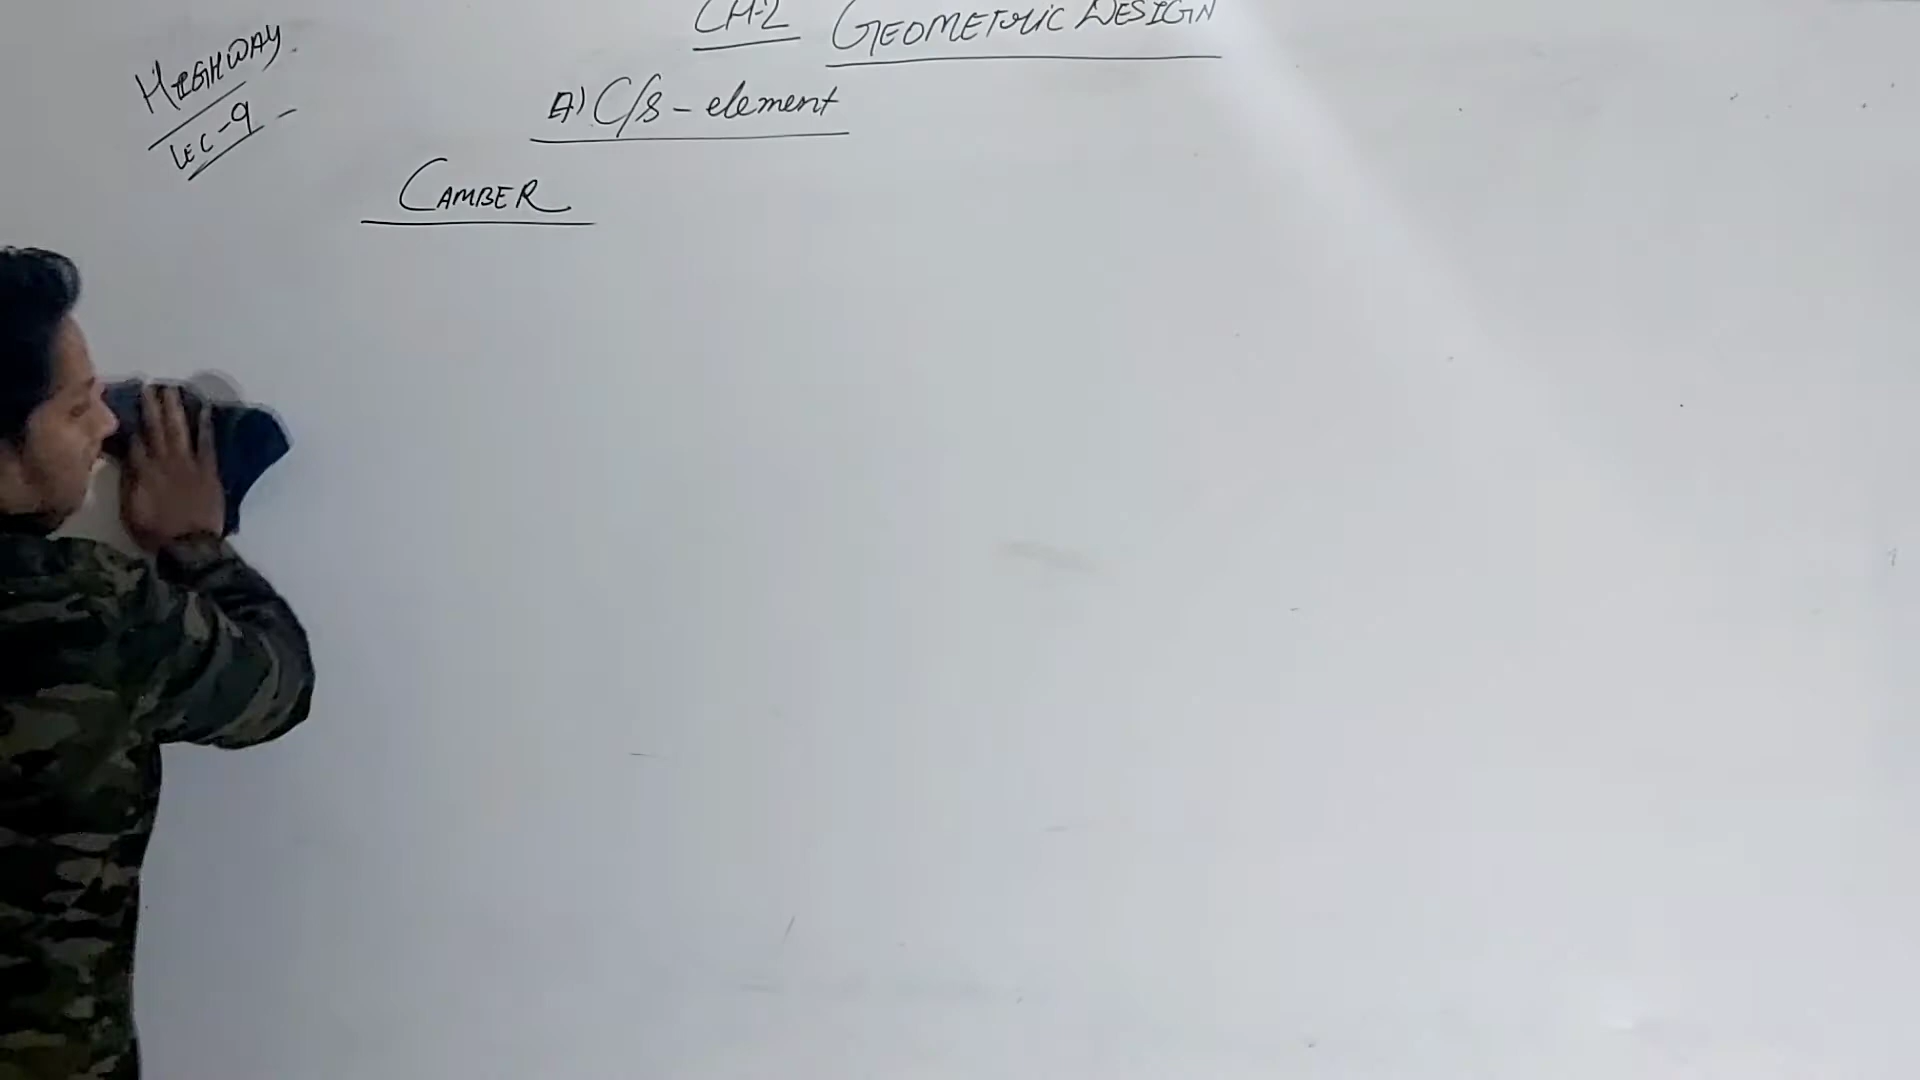 CH-2 GEOMETRIC DESIGN
HIGHWAY
LEC-9
A) C/s - element
CAMBER